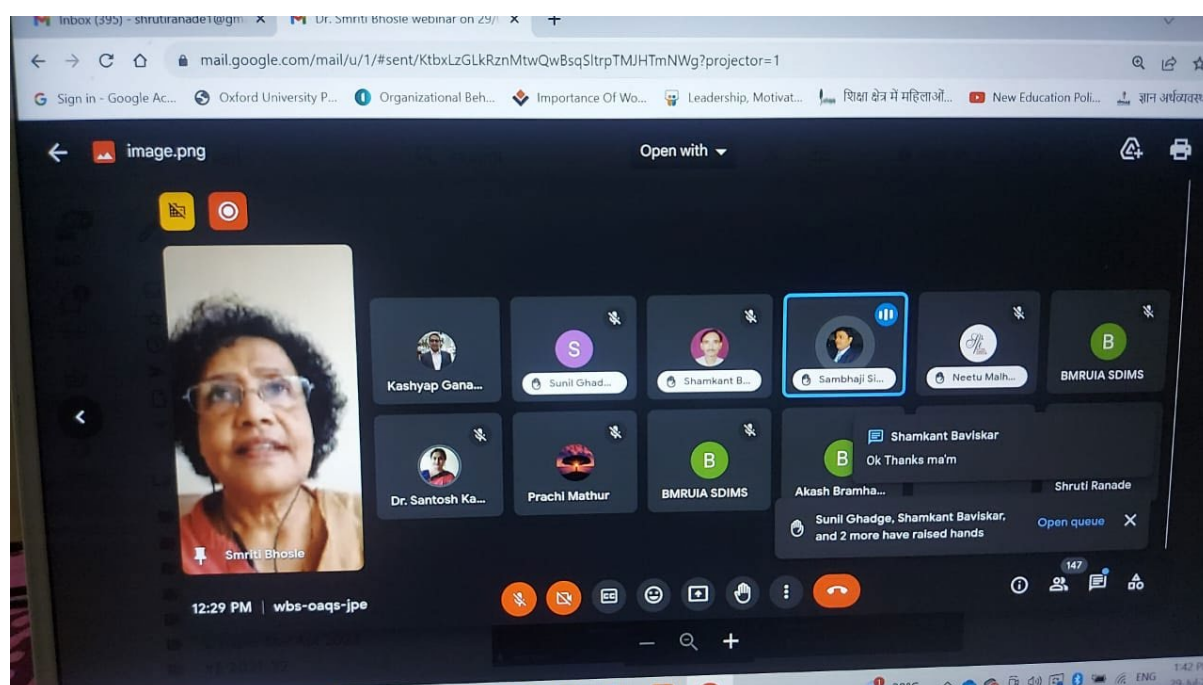 Inbox (395) - shrutiranade1@gm
Dr. Smriti Bhosle webinar on 29/
mail.google.com/mail/u/1/#sent/KtbxLzGLkRznMtwQwBsqSltrpTMJHTmNWg?projector=1
Sign in - Google Ac... Oxford University P... Organizational Beh... Importance Of Wo... Leadership, Motivat... शिक्षा क्षेत्र में महिलाओं... New Education Poli... ज्ञान
image.png Open with
Kashyap Gana... Sunil Ghad... Shamkant B... Sambhaji Si... Neetu Malh... BMRUIA SDIMS
S
B
Dr. Santosh Ka... Prachi Mathur BMRUIA SDIMS Akash Bramha... Shruti Ranade
B
B
Shamkant Baviskar
Ok Thanks ma'm
Sunil Ghadge, Shamkant Baviskar,
and 2 more have raised hands
Open queue
Smriti Bhosle
12:29 PM | wbs-oaqs-jpe
CC
147
ENG
1:42 P